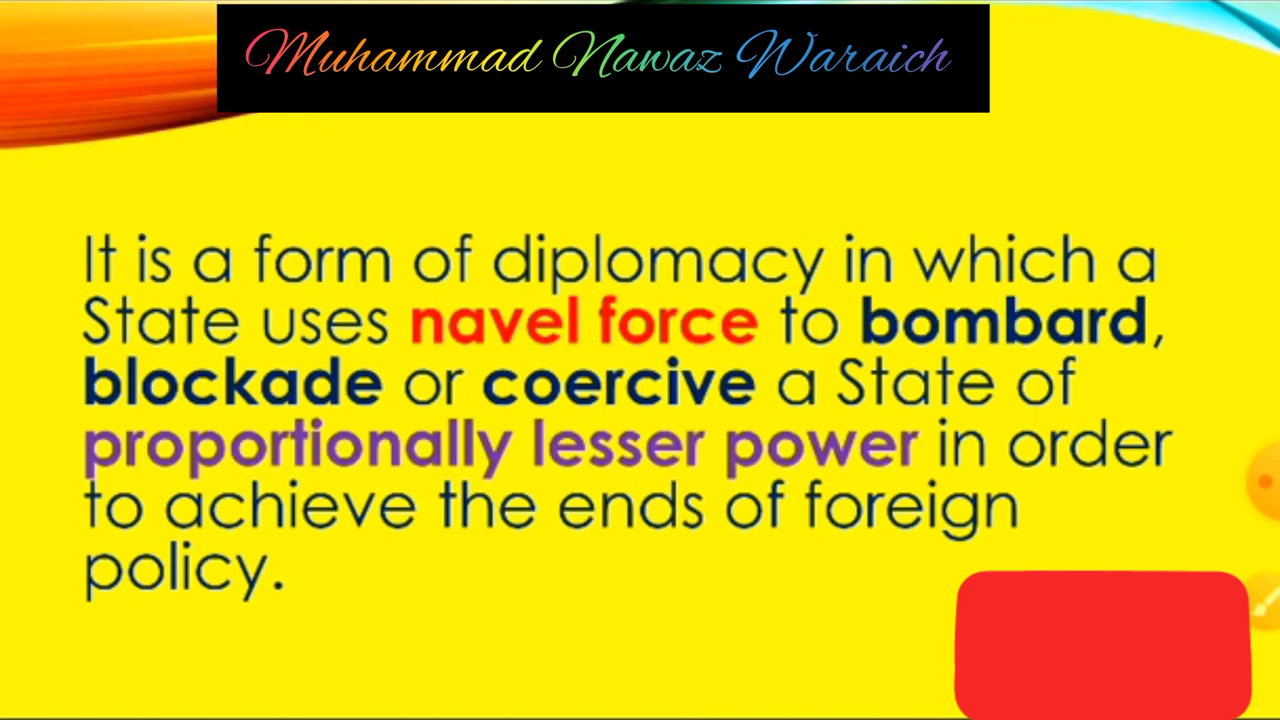 Muhammad Nawaz Waraich
It is a form of diplomacy in which a
State uses navel force to bombard,
blockade or coercive a State of
proportionally lesser power in order
to achieve the ends of foreign
policy.